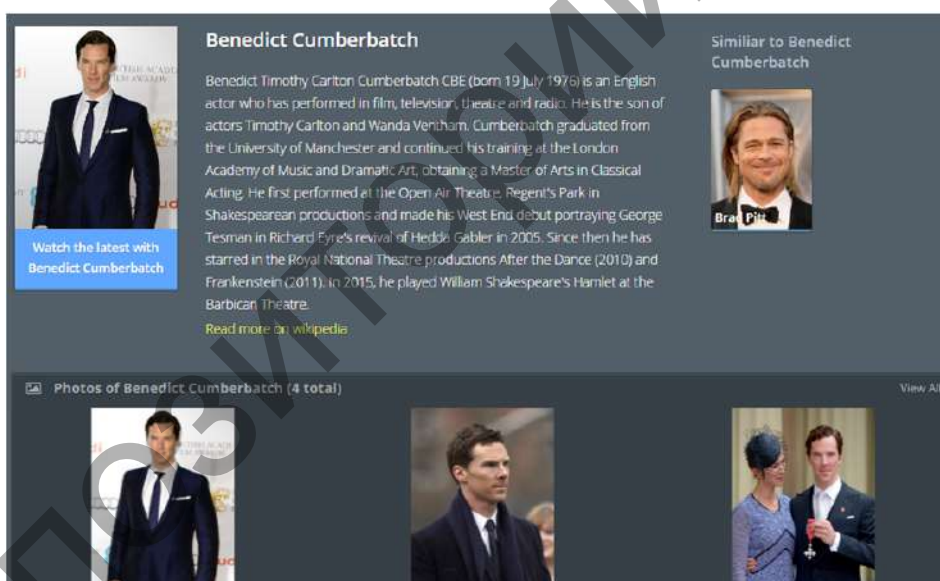 Benedict Cumberbatch
Benedict Timothy Carlton Cumberbatch CBE (born 19 July 1976) is an English
actor who has performed in film, television, theatre and radio. He is the son of
actors Timothy Carlton and Wanda Ventham. Cumberbatch graduated from
the University of Manchester and continued his training at the London
Academy of Music and Dramatic Art, obtaining a Master of Arts in Classical
Acting. He first performed at the Open Air Theatre, Regent's Park in
Shakespearean productions and made his West End debut portraying George
Tesman in Richard Eyre's revival of Hedda Gabler in 2005. Since then he has
starred in the Royal National Theatre productions After the Dance (2010) and
Frankenstein (2011). In 2015, he played William Shakespeare's Hamlet at the
Barbican Theatre.
Read more on wikipedia
Watch the latest with
Benedict Cumberbatch
Similiar to Benedict
Cumberbatch
Brad Pitt
Photos of Benedict Cumberbatch (4 total)
View All
ПОЗИТОРИЙ